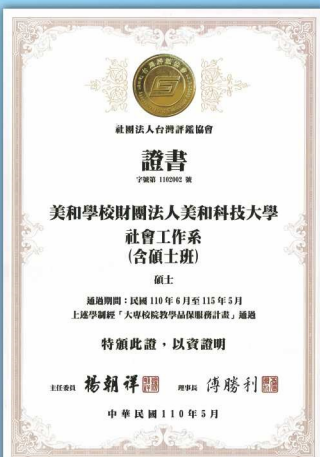 社團法人台灣評鑑協會
證書
字號第 1102002 號
美和學校財團法人美和科技大學
社會工作系
(含碩士班)
碩士
通過期間：民國 110 年 6 月至 115 年 5 月
上述學制經「大專校院教學品保服務計畫」通過
特頒此證，以資證明
主任委員 楊朝祥 理事長 傅勝利
中華民國110年5月